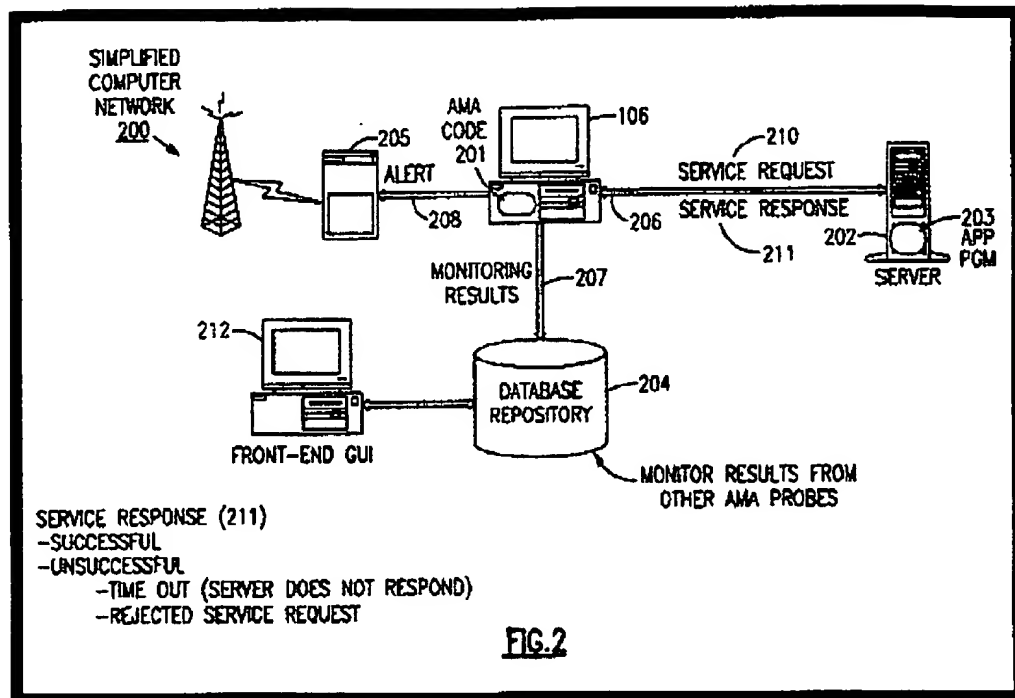 SIMPLIFIED
COMPUTER
NETWORK
200
205
ALERT
208
AMA
CODE
201
106
210
SERVICE REQUEST
206
SERVICE RESPONSE
211
202
203
APP
PGM
SERVER
MONITORING
RESULTS
207
212
FRONT-END GUI
DATABASE
REPOSITORY
204
MONITOR RESULTS FROM
OTHER AMA PROBES
SERVICE RESPONSE (211)
-SUCCESSFUL
-UNSUCCESSFUL
-TIME OUT (SERVER DOES NOT RESPOND)
-REJECTED SERVICE REQUEST
FIG.2